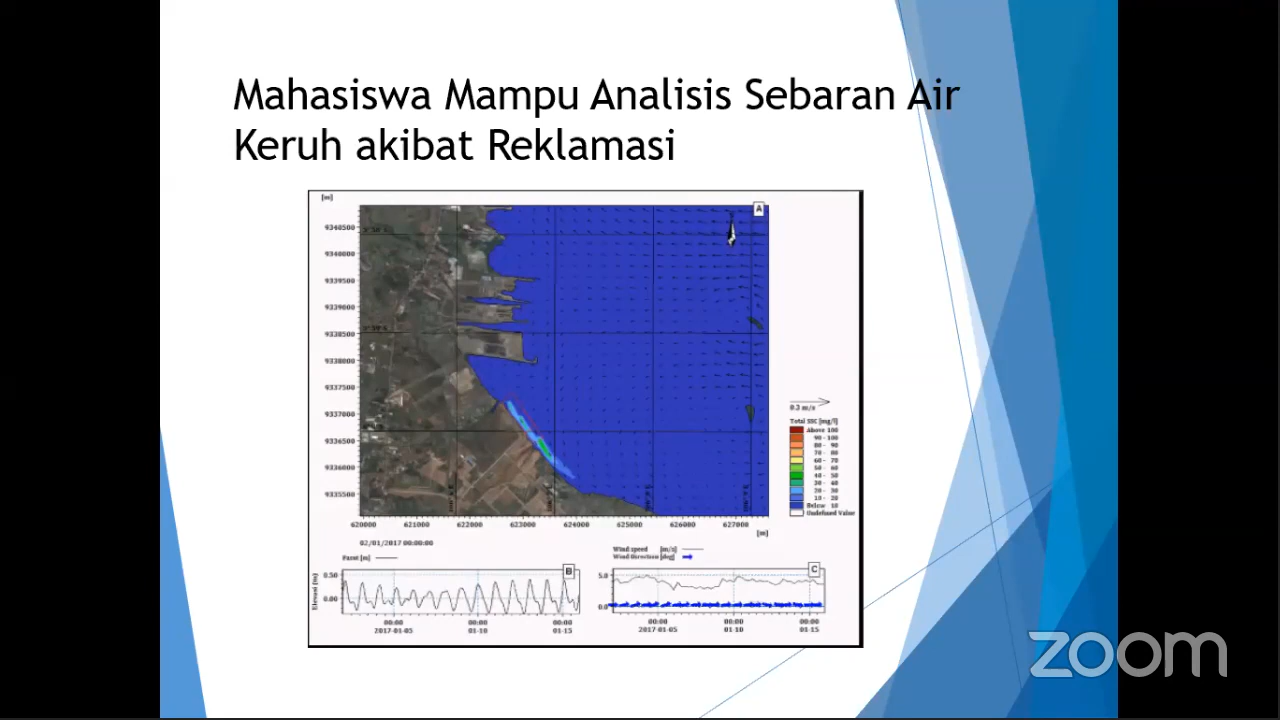 Mahasiswa Mampu Analisis Sebaran Air
Keruh akibat Reklamasi
[m]
A
9340500
9340000
9339500
9339000
9338500
9338000
9337500
9337000
9336500
9336000
9335500
620000 621000 622000 623000 624000 625000 626000 627000
[m]
0.3 m/s
Total SSC [mg/l]
Above 100
90 - 100
80 - 90
70 - 80
60 - 70
50 - 60
40 - 50
30 - 40
20 - 30
10 - 20
Below 10
Undefined Value
02/01/2017 00:00:00
B
0.50
0.00
00:00 00:00 00:00
2017-01-05 01-10 01-15
Wind speed [m/s]
Wind direction [deg]
C
5.0
0.0
00:00 00:00 00:00
2017-01-05 01-10 01-15
zoom